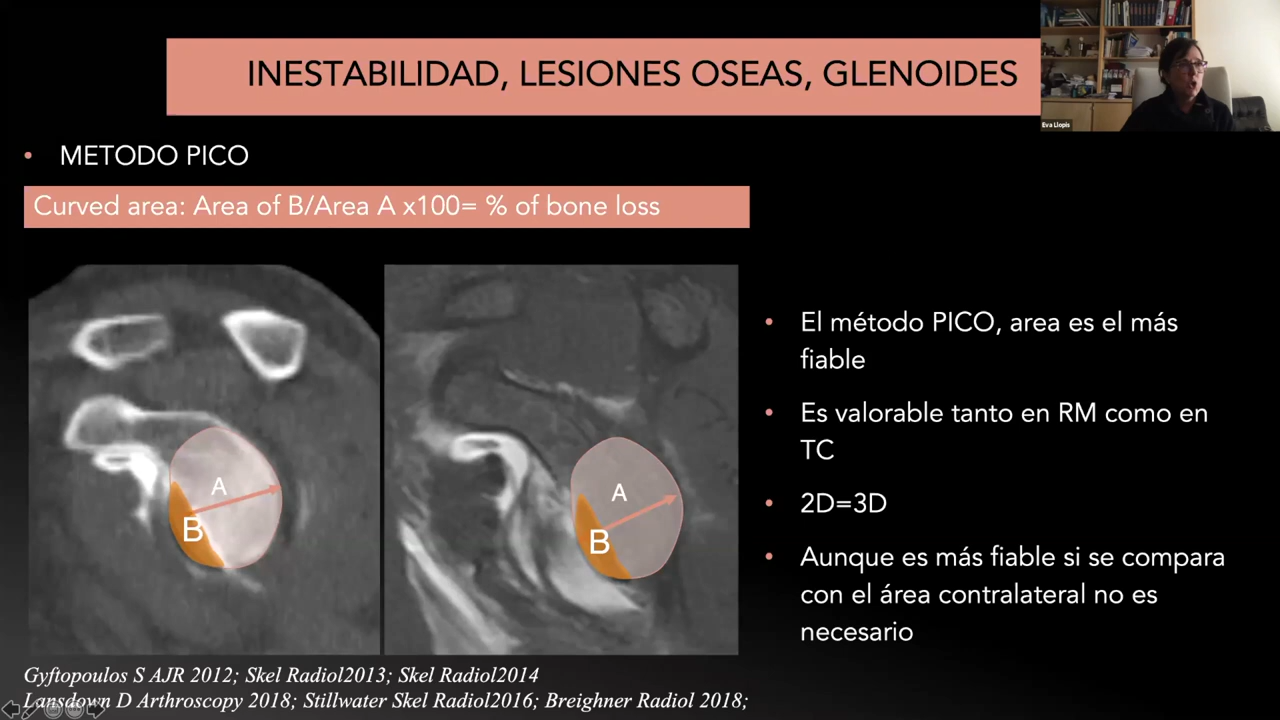 INESTABILIDAD, LESIONES OSEAS, GLENOIDES
Eva Llopis
• METODO PICO
Curved area: Area of B/Area A x100= % of bone loss
A
B
A
B
• El método PICO, area es el más
fiable
• Es valorable tanto en RM como en
TC
• 2D=3D
• Aunque es más fiable si se compara
con el área contralateral no es
necesario
Gyftopoulos S AJR 2012; Skel Radiol2013; Skel Radiol2014
Lansdown D Arthroscopy 2018; Stillwater Skel Radiol2016; Breighner Radiol 2018;